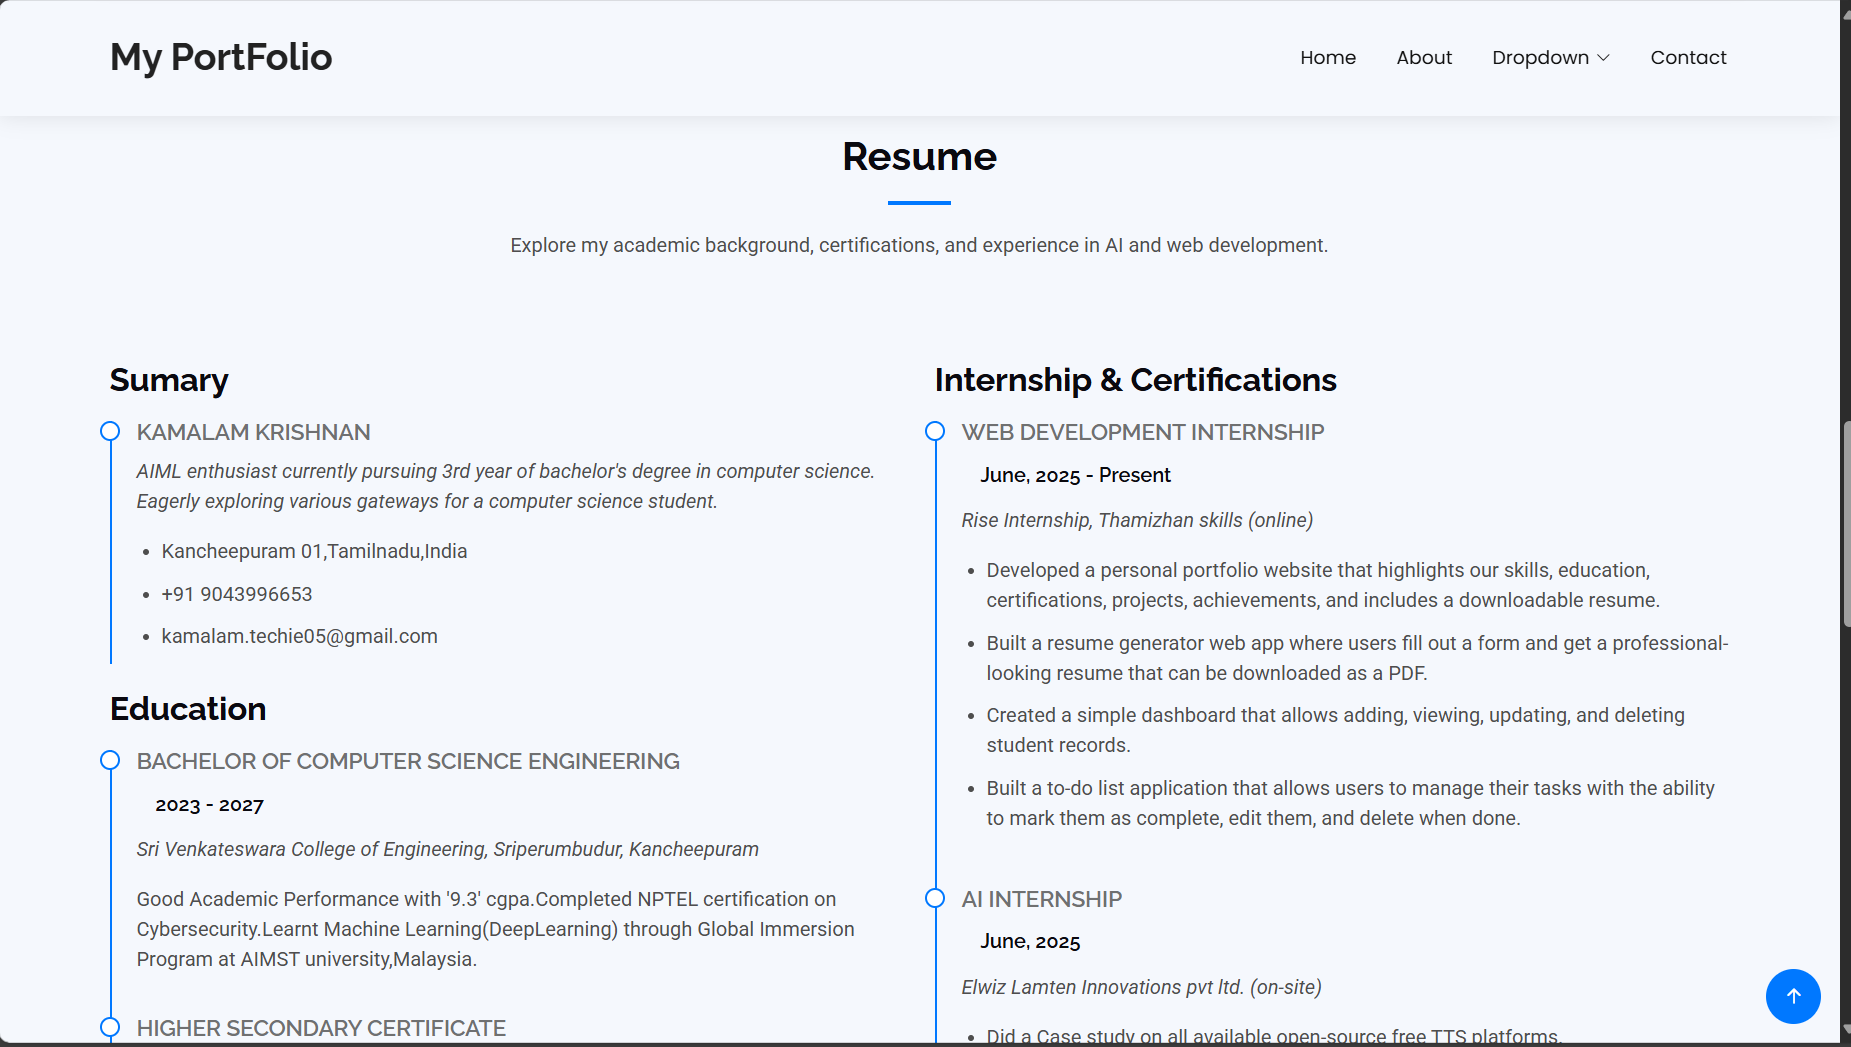 My PortFolio
Home About Dropdown Contact
Resume
Explore my academic background, certifications, and experience in AI and web development.
Sumary
KAMALAM KRISHNAN
AIML enthusiast currently pursuing 3rd year of bachelor's degree in computer science.
Eagerly exploring various gateways for a computer science student.
• Kancheepuram 01,Tamilnadu,India
• +91 9043996653
• kamalam.techie05@gmail.com
Education
BACHELOR OF COMPUTER SCIENCE ENGINEERING
2023 - 2027
Sri Venkateswara College of Engineering, Sriperumbudur, Kancheepuram
Good Academic Performance with '9.3' cgpa.Completed NPTEL certification on
Cybersecurity.Learnt Machine Learning(DeepLearning) through Global Immersion
Program at AIMST university,Malaysia.
HIGHER SECONDARY CERTIFICATE
Internship & Certifications
WEB DEVELOPMENT INTERNSHIP
June, 2025 - Present
Rise Internship, Thamizhan skills (online)
• Developed a personal portfolio website that highlights our skills, education,
certifications, projects, achievements, and includes a downloadable resume.
• Built a resume generator web app where users fill out a form and get a professional-
looking resume that can be downloaded as a PDF.
• Created a simple dashboard that allows adding, viewing, updating, and deleting
student records.
• Built a to-do list application that allows users to manage their tasks with the ability
to mark them as complete, edit them, and delete when done.
AI INTERNSHIP
June, 2025
Elwiz Lamten Innovations pvt ltd. (on-site)
• Did a Case study on all available open-source free TTS platforms.